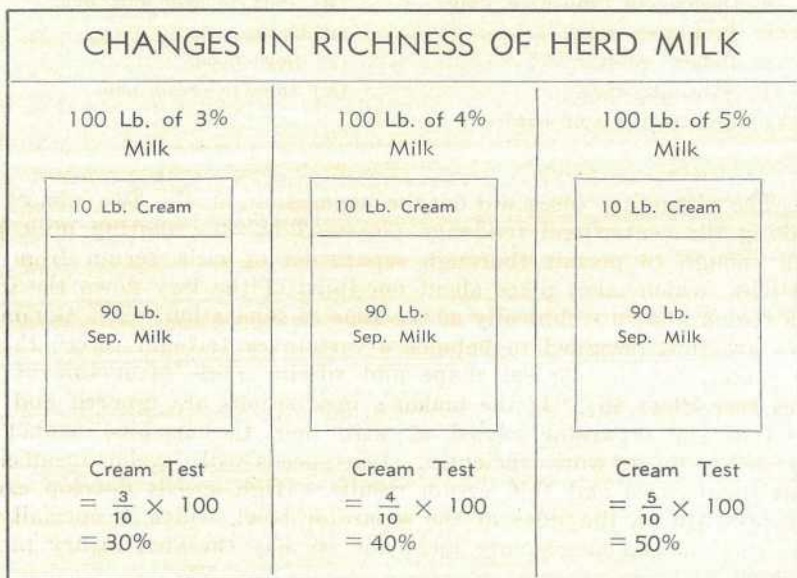 CHANGES IN RICHNESS OF HERD MILK
100 Lb. of 3%
Milk
10 Lb. Cream
90 Lb.
Sep. Milk
Cream Test
= 3/10 × 100
= 30%
100 Lb. of 4%
Milk
10 Lb. Cream
90 Lb.
Sep. Milk
Cream Test
= 4/10 × 100
= 40%
100 Lb. of 5%
Milk
10 Lb. Cream
90 Lb.
Sep. Milk
Cream Test
= 5/10 × 100
= 50%